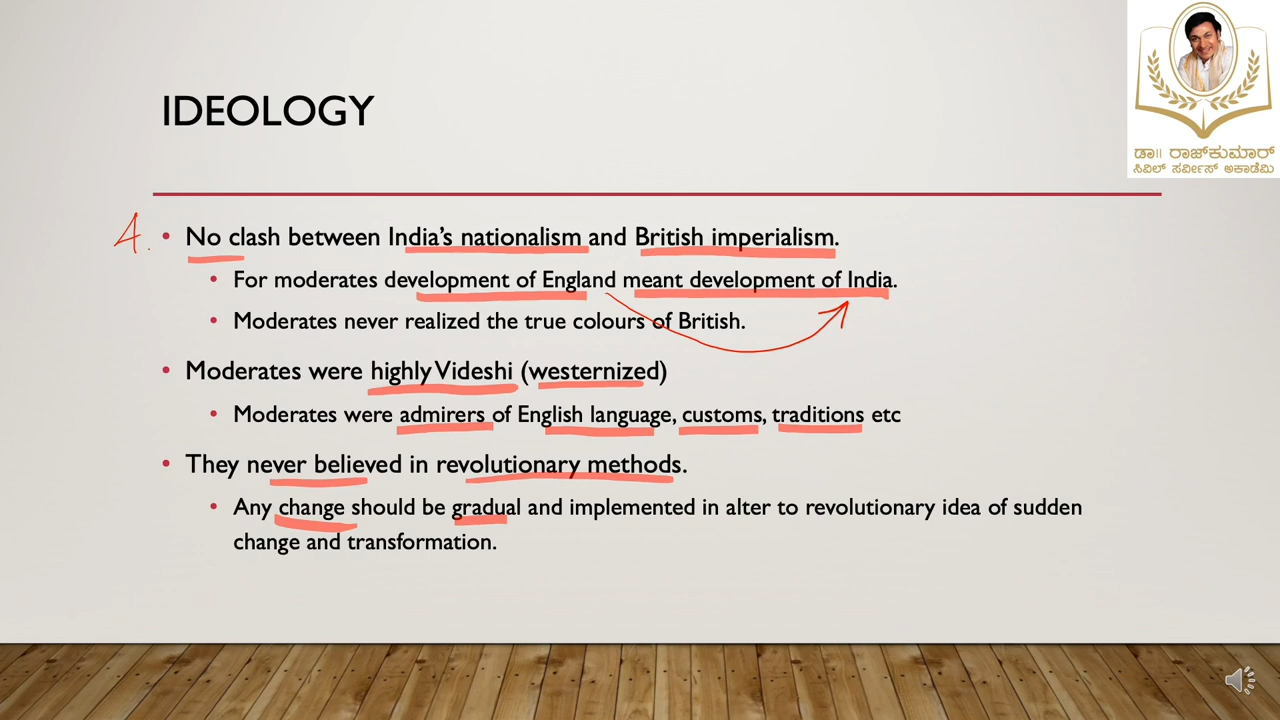 IDEOLOGY
ಡಾ॥ ರಾಜ್‌ಕುಮಾರ್
ಸಿವಿಲ್ ಸರ್ವೀಸ್ ಅಕಾಡೆಮಿ
4.
• No clash between India's nationalism and British imperialism.
• For moderates development of England meant development of India.
• Moderates never realized the true colours of British.
• Moderates were highly Videshi (westernized)
• Moderates were admirers of English language, customs, traditions etc
• They never believed in revolutionary methods.
• Any change should be gradual and implemented in alter to revolutionary idea of sudden
change and transformation.